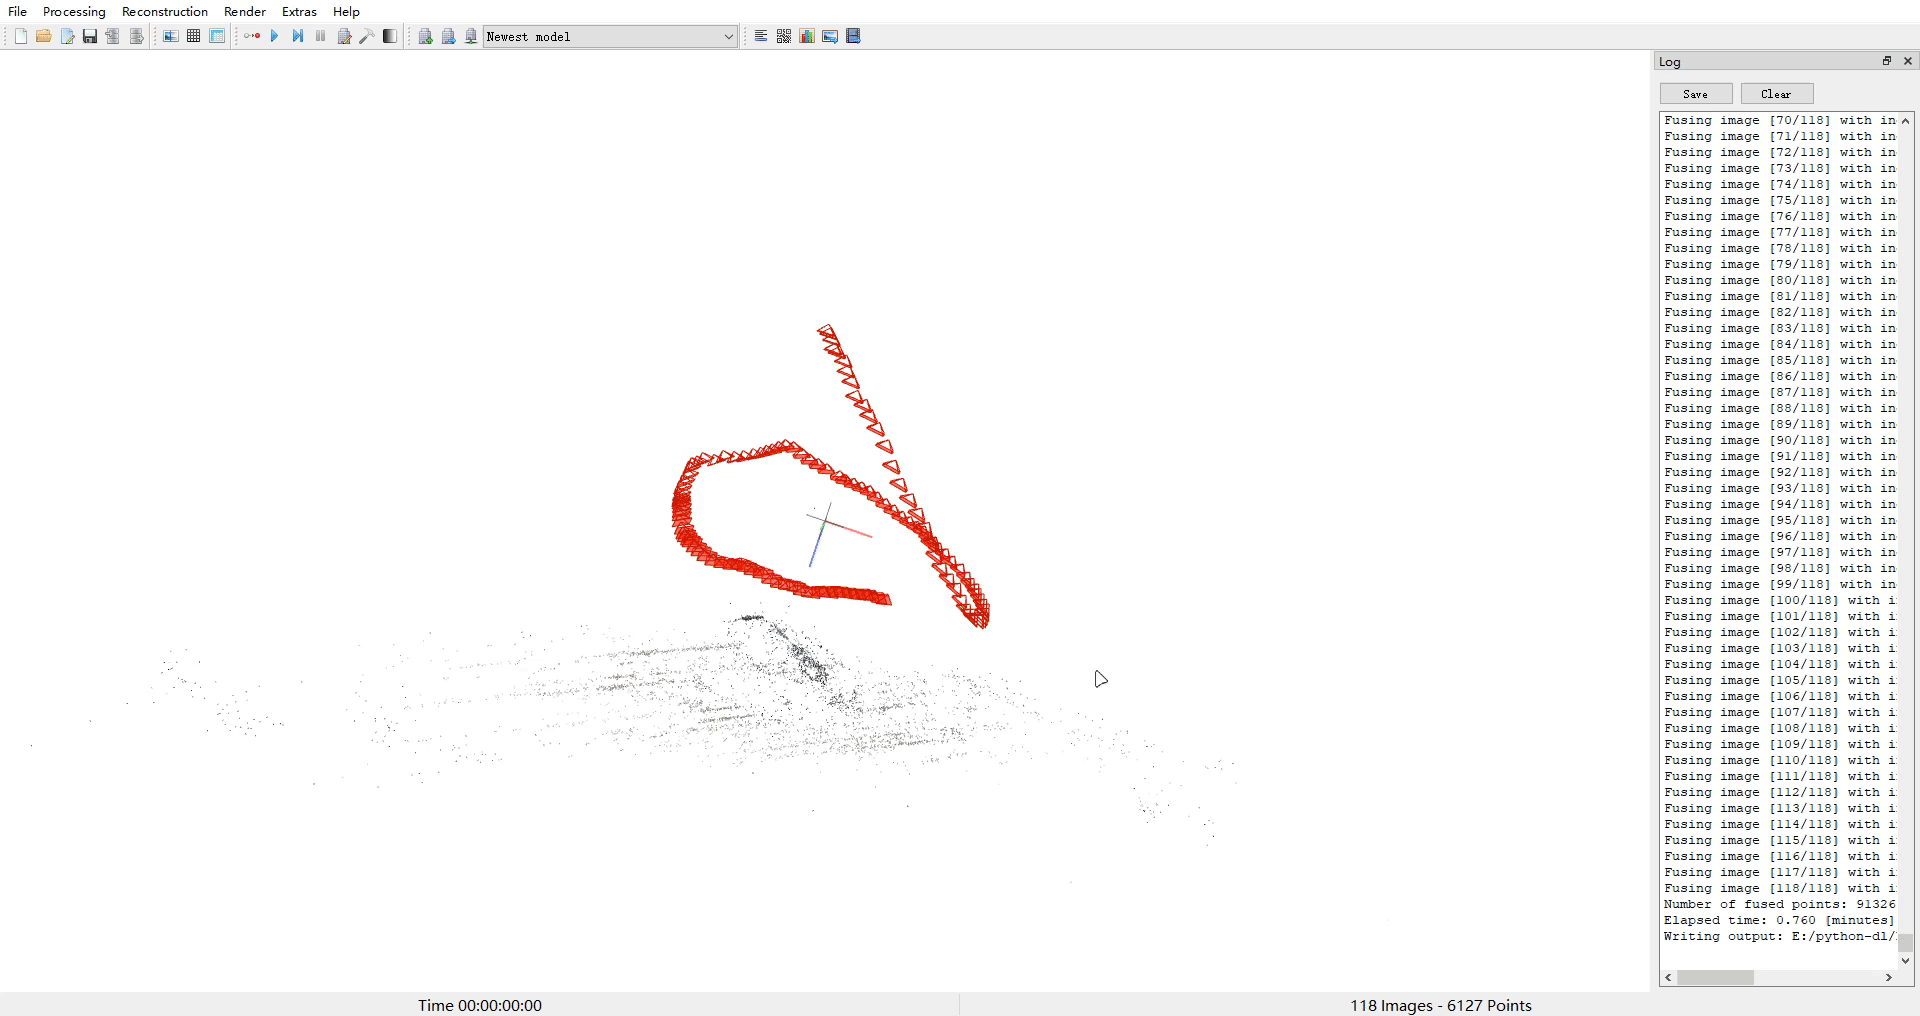 File Processing Reconstruction Render Extras Help
Newest model
Log
Save Clear
Fusing image [70/118] with in
Fusing image [71/118] with in
Fusing image [72/118] with in
Fusing image [73/118] with in
Fusing image [74/118] with in
Fusing image [75/118] with in
Fusing image [76/118] with in
Fusing image [77/118] with in
Fusing image [78/118] with in
Fusing image [79/118] with in
Fusing image [80/118] with in
Fusing image [81/118] with in
Fusing image [82/118] with in
Fusing image [83/118] with in
Fusing image [84/118] with in
Fusing image [85/118] with in
Fusing image [86/118] with in
Fusing image [87/118] with in
Fusing image [88/118] with in
Fusing image [89/118] with in
Fusing image [90/118] with in
Fusing image [91/118] with in
Fusing image [92/118] with in
Fusing image [93/118] with in
Fusing image [94/118] with in
Fusing image [95/118] with in
Fusing image [96/118] with in
Fusing image [97/118] with in
Fusing image [98/118] with in
Fusing image [99/118] with in
Fusing image [100/118] with i
Fusing image [101/118] with i
Fusing image [102/118] with i
Fusing image [103/118] with i
Fusing image [104/118] with i
Fusing image [105/118] with i
Fusing image [106/118] with i
Fusing image [107/118] with i
Fusing image [108/118] with i
Fusing image [109/118] with i
Fusing image [110/118] with i
Fusing image [111/118] with i
Fusing image [112/118] with i
Fusing image [113/118] with i
Fusing image [114/118] with i
Fusing image [115/118] with i
Fusing image [116/118] with i
Fusing image [117/118] with i
Fusing image [118/118] with i
Number of fused points: 91326
Elapsed time: 0.760 [minutes]
Writing output: E:/python-dl/
Time 00:00:00:00
118 Images - 6127 Points